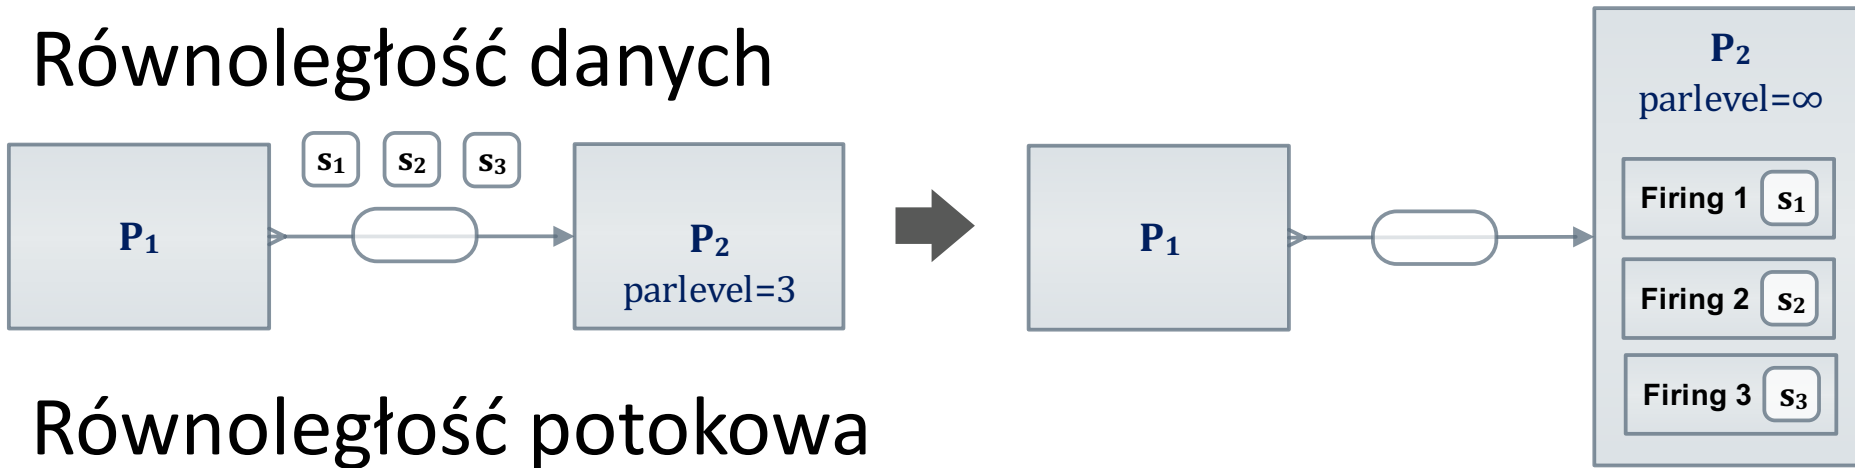 Równoległość danych
s₁ s₂ s₃
P₁
P₂
parlevel=3
P₁
P₂
parlevel=∞
Firing 1 s₁
Firing 2 s₂
Firing 3 s₃
Równoległość potokowa